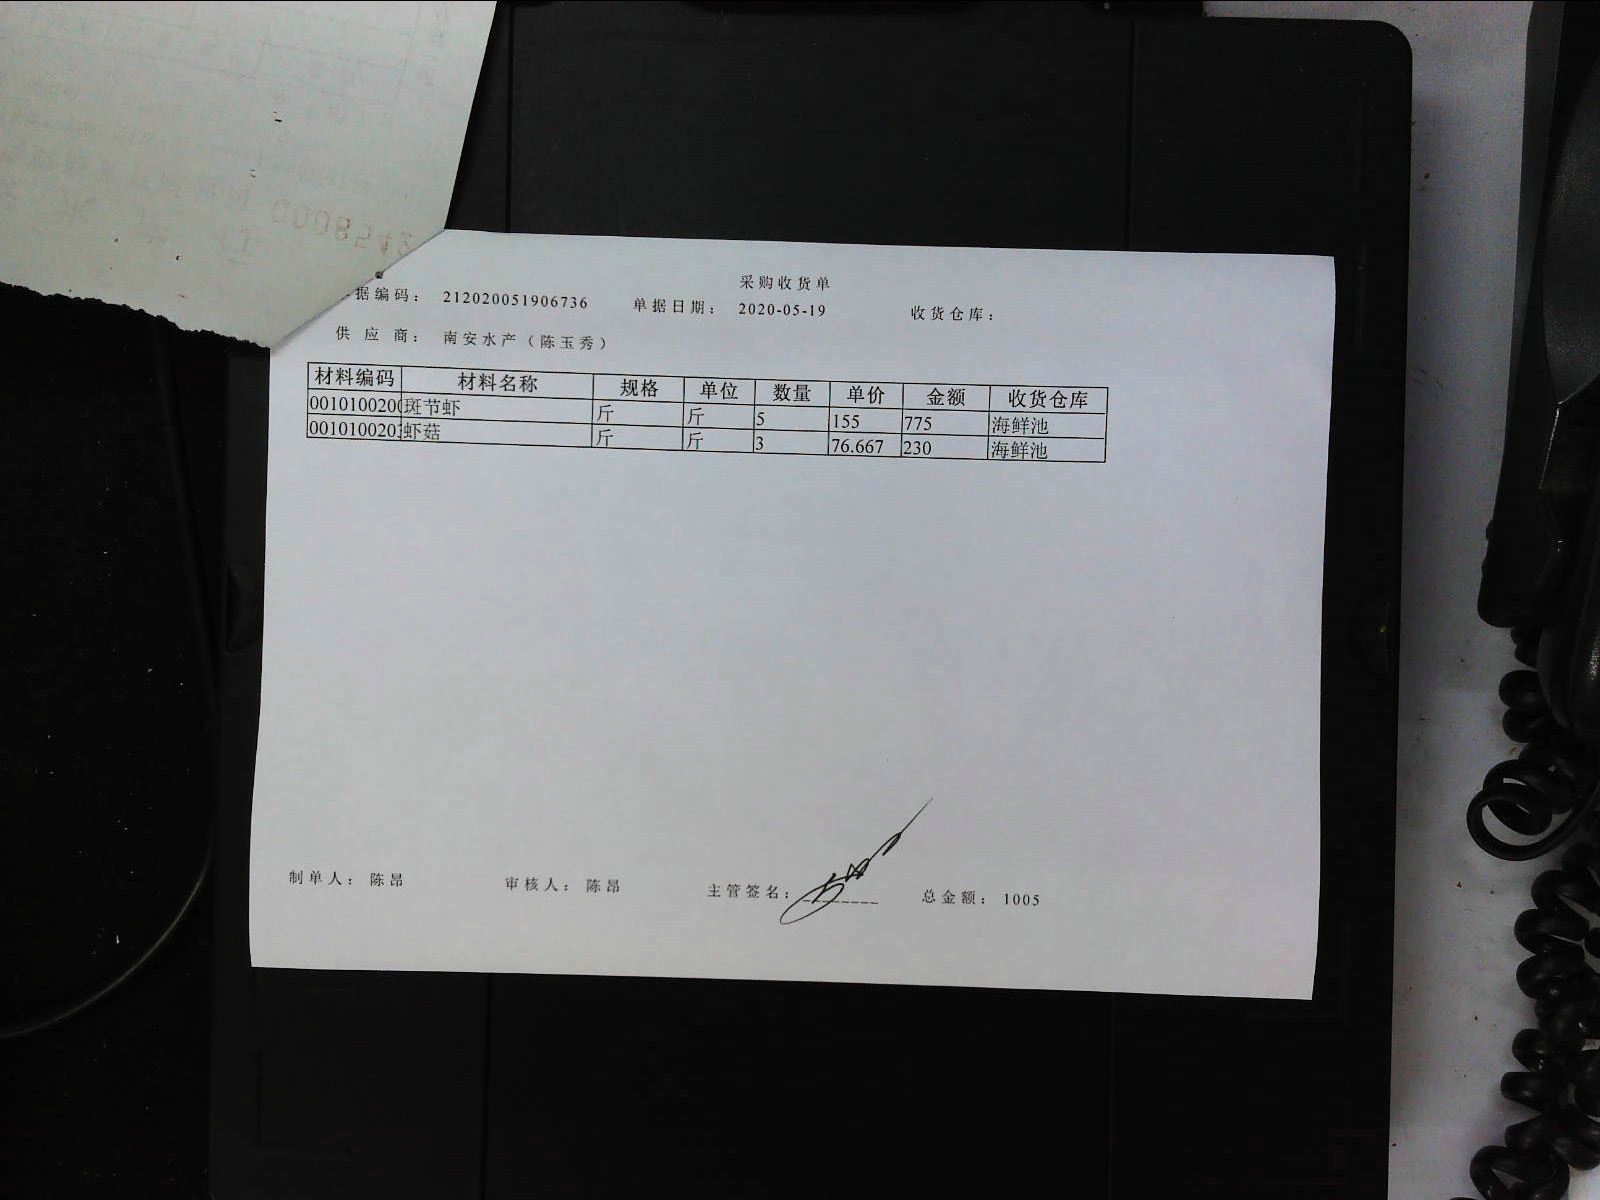 0008542
采购收货单
据编码： 212020051906736 单据日期： 2020-05-19 收货仓库：
供 应 商： 南安水产（陈玉秀）
材料编码 材料名称 规格 单位 数量 单价 金额 收货仓库
001010020 斑节虾 斤 斤 5 155 775 海鲜池
001010020 虾菇 斤 斤 3 76.667 230 海鲜池
制单人： 陈昂 审核人： 陈昂 主管签名： 总金额： 1005